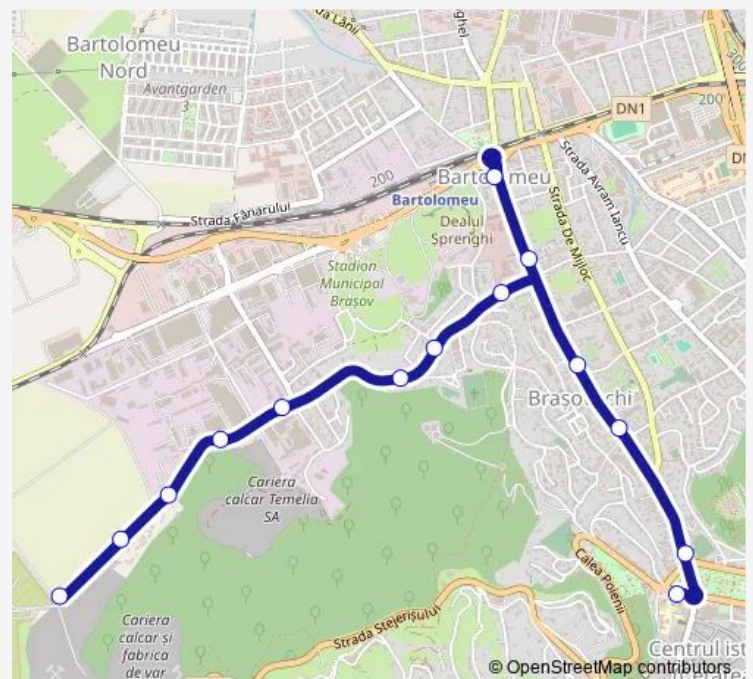 Strada Lânii
Bartolomeu
Nord
Avantgarden
3
300
200
DN1
200
Strada Fânarului
Bartolomeu
Bartolomeu
Dealul
Șprenghi
Strada Avram Iancu
Strada De Mijloc
Stadion
Municipal
Brașov
Cariera
calcar Temelia
SA
Calea Poienii
Strada Stejerișului
Cariera
calcar și
fabrica
de var
Centrul ist
© OpenStreetMap contributors